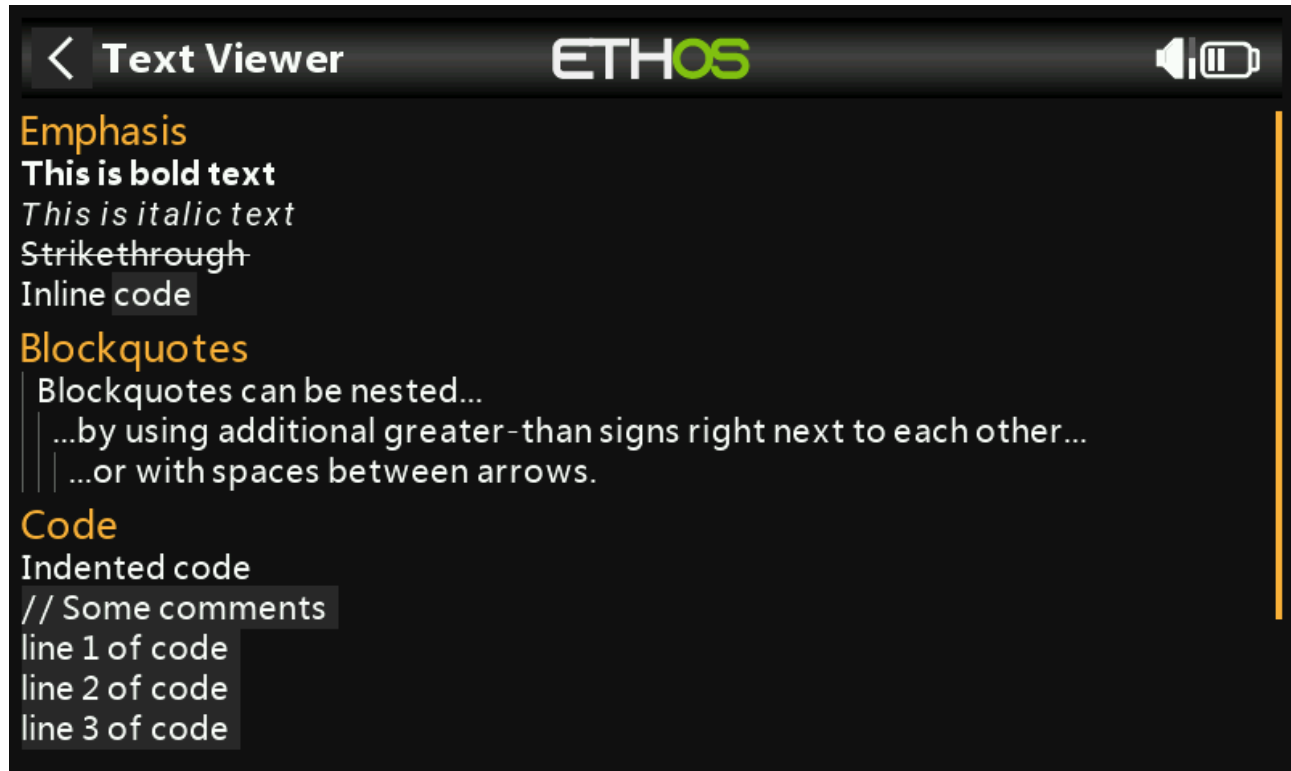 Text Viewer
ETHOS
Emphasis
This is bold text
This is italic text
Strikethrough
Inline code
Blockquotes
Blockquotes can be nested...
...by using additional greater-than signs right next to each other...
...or with spaces between arrows.
Code
Indented code
// Some comments
line 1 of code
line 2 of code
line 3 of code